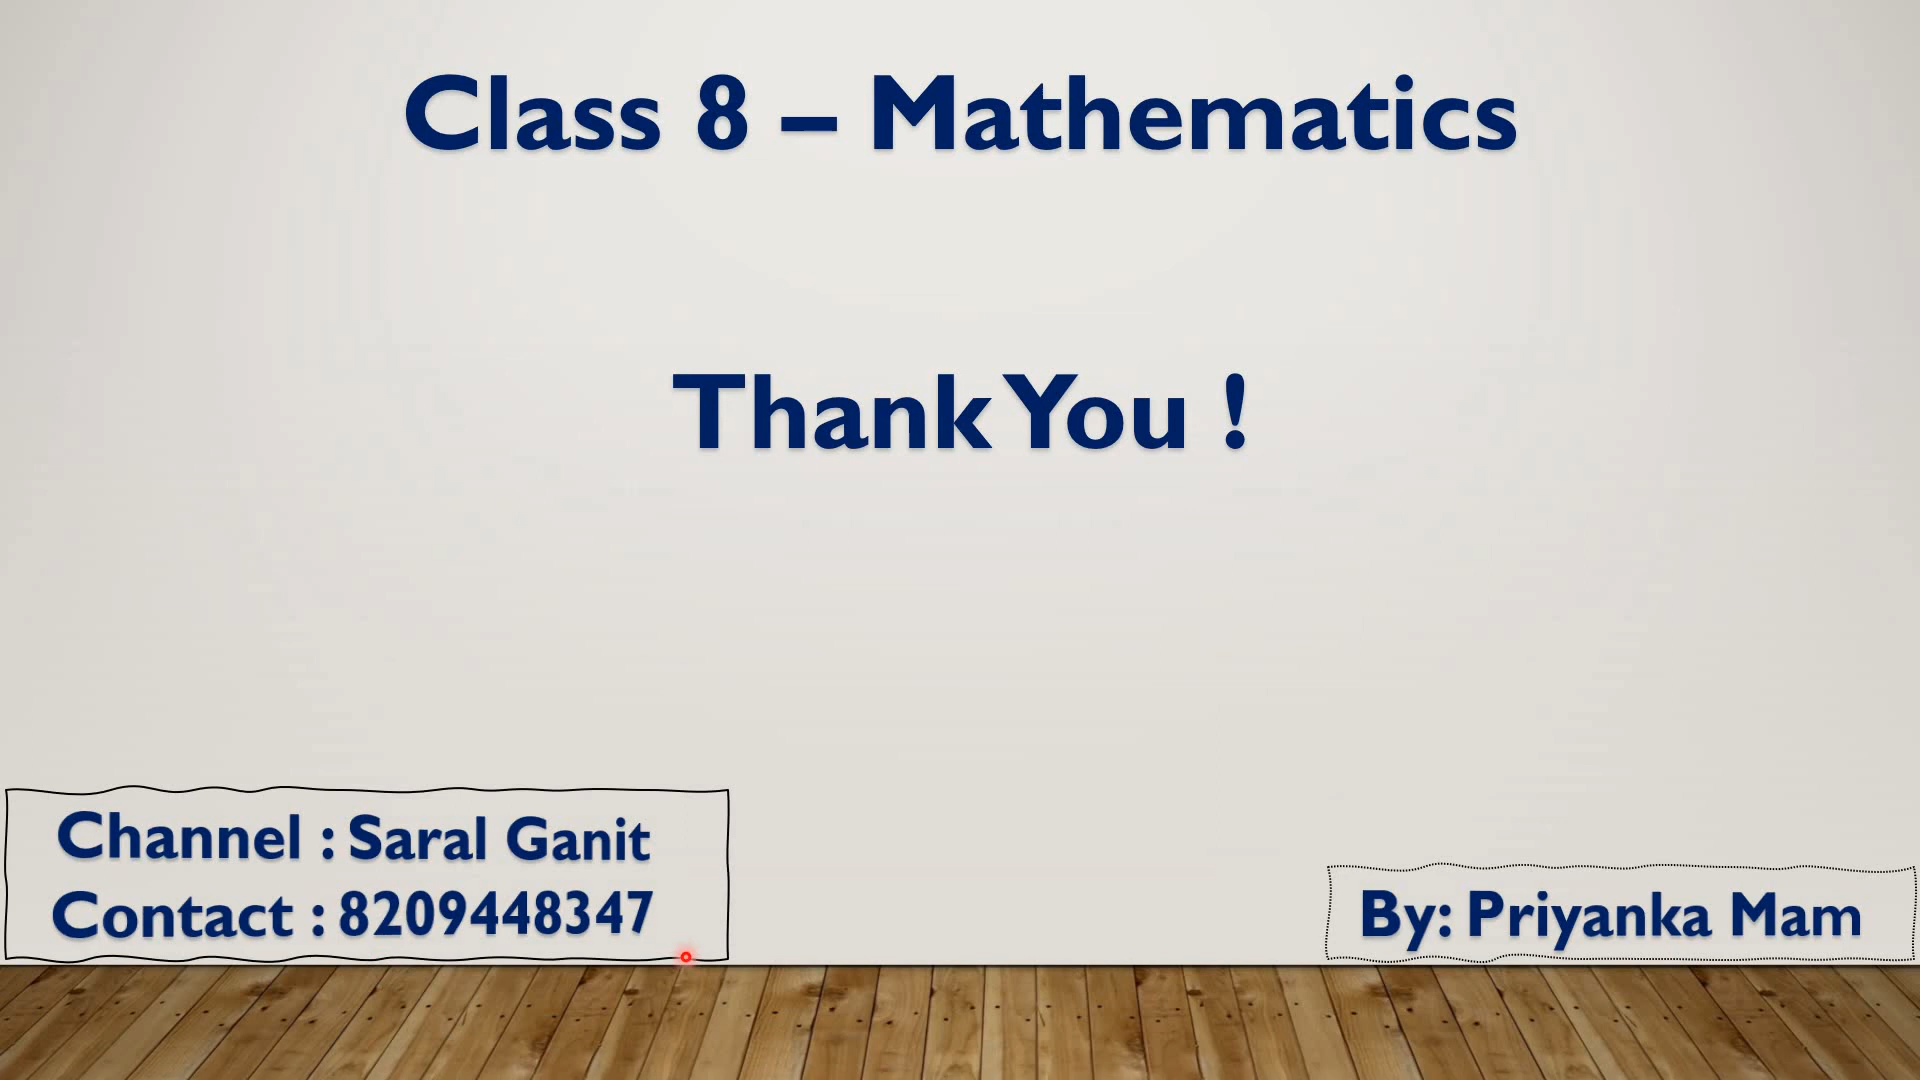 Class 8 – Mathematics
Thank You !
Channel : Saral Ganit
Contact : 8209448347
By: Priyanka Mam